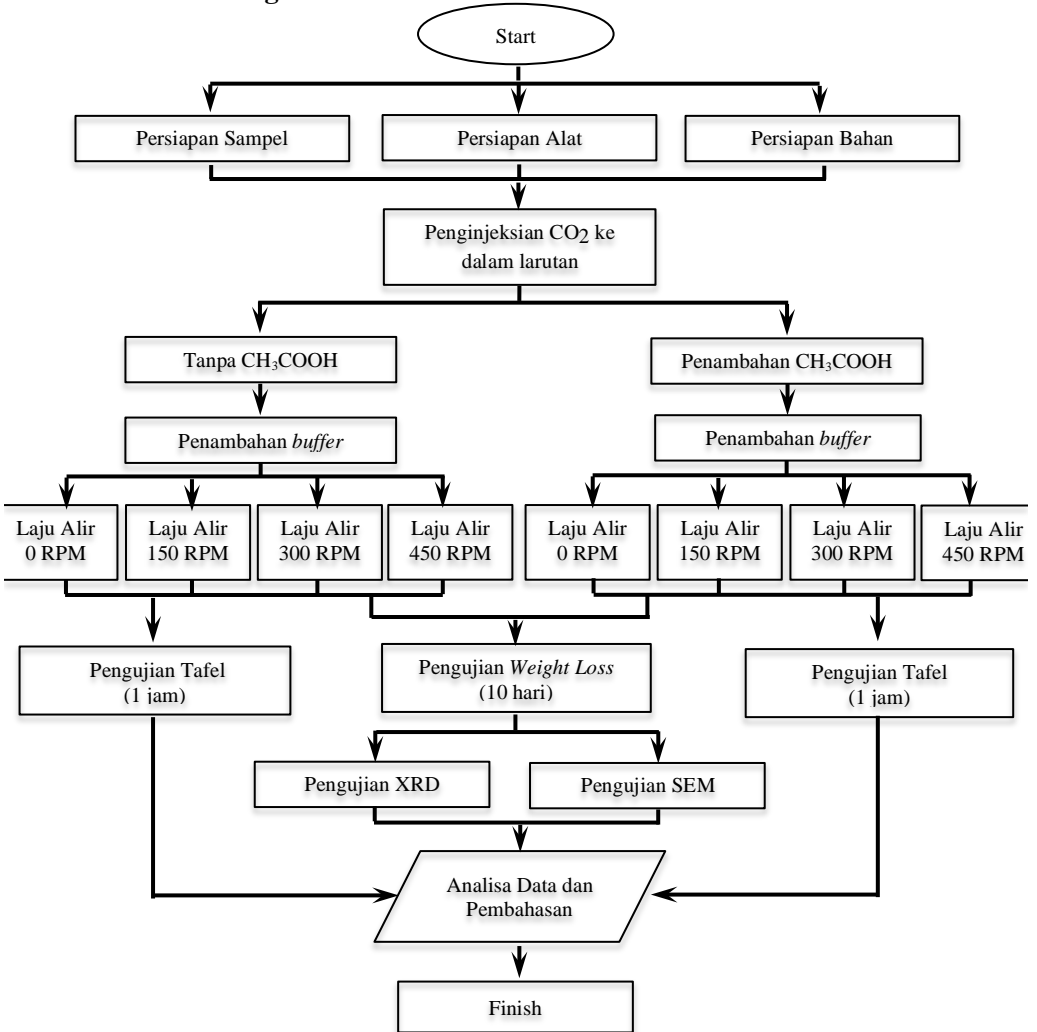 Start
Persiapan Sampel
Persiapan Alat
Persiapan Bahan
Penginjeksian CO2 ke
dalam larutan
Tanpa CH₃COOH
Penambahan CH₃COOH
Penambahan buffer
Penambahan buffer
Laju Alir
0 RPM
Laju Alir
150 RPM
Laju Alir
300 RPM
Laju Alir
450 RPM
Laju Alir
0 RPM
Laju Alir
150 RPM
Laju Alir
300 RPM
Laju Alir
450 RPM
Pengujian Tafel
(1 jam)
Pengujian Weight Loss
(10 hari)
Pengujian Tafel
(1 jam)
Pengujian XRD
Pengujian SEM
Analisa Data dan
Pembahasan
Finish